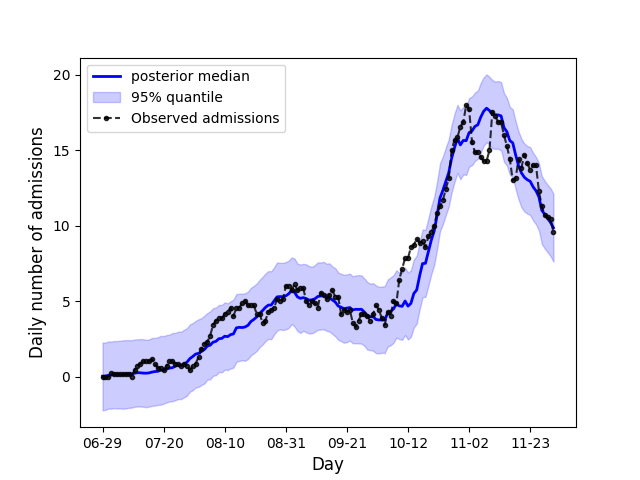 posterior median
95% quantile
Observed admissions
Daily number of admissions
20
15
10
5
0
06-29 07-20 08-10 08-31 09-21 10-12 11-02 11-23
Day